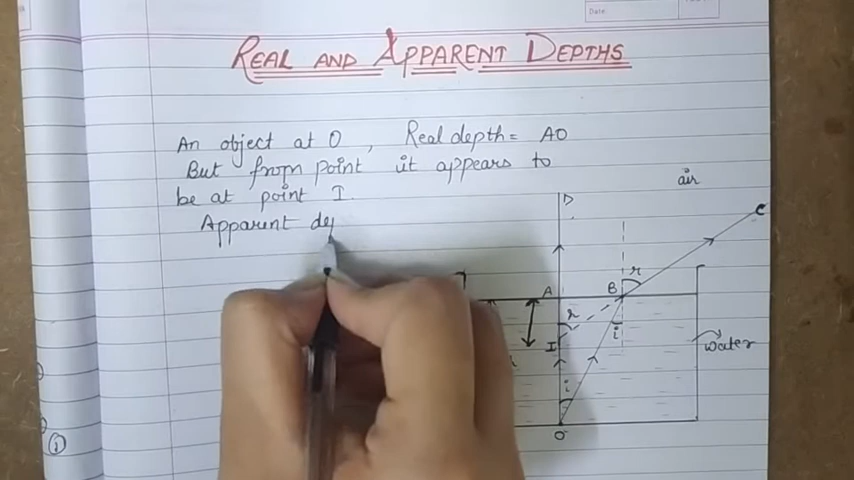 Date:
REAL AND APPARENT DEPTHS
An object at O , Real depth = AO
But from point it appears to
be at point I.
Apparent de
air
D
C
r
A
B
r
i
I
water
i
O
i